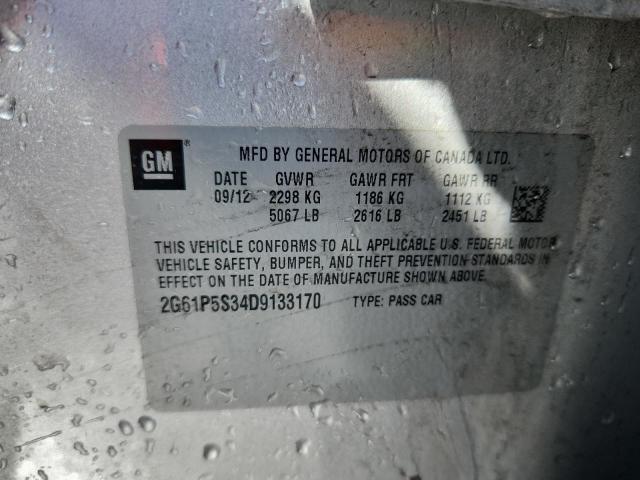 GM ®
MFD BY GENERAL MOTORS OF CANADA LTD.
DATE GVWR GAWR FRT GAWR RR
09/12 2298 KG 1186 KG 1112 KG
5067 LB 2616 LB 2451 LB
THIS VEHICLE CONFORMS TO ALL APPLICABLE U.S. FEDERAL MOTOR
VEHICLE SAFETY, BUMPER, AND THEFT PREVENTION STANDARDS IN
EFFECT ON THE DATE OF MANUFACTURE SHOWN ABOVE.
2G61P5S34D9133170 TYPE: PASS CAR